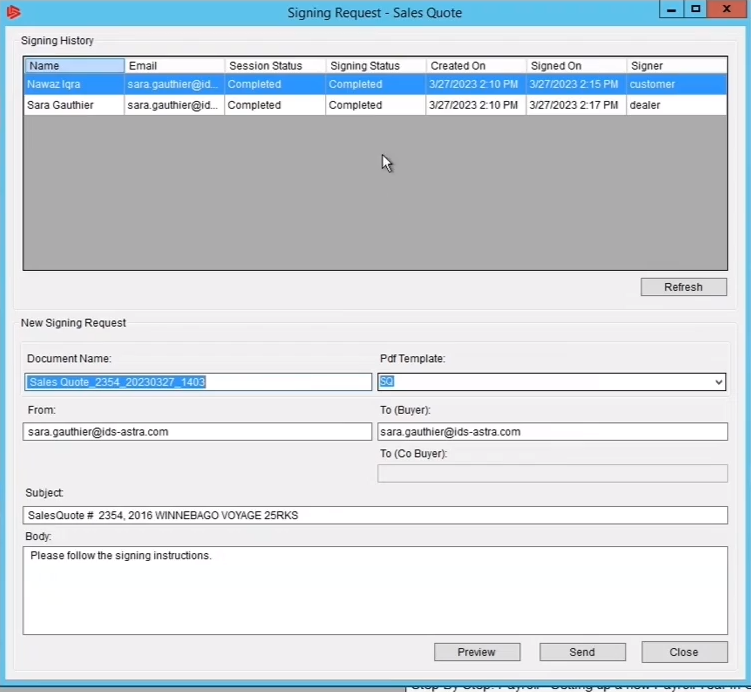 Signing Request - Sales Quote
Signing History
Name Email Session Status Signing Status Created On Signed On Signer
Nawaz Iqra sara.gauthier@id... Completed Completed 3/27/2023 2:10 PM 3/27/2023 2:15 PM customer
Sara Gauthier sara.gauthier@id... Completed Completed 3/27/2023 2:10 PM 3/27/2023 2:17 PM dealer
Refresh
New Signing Request
Document Name: Pdf Template:
Sales Quote_2354_20230327_1403 SQ
From: To (Buyer):
sara.gauthier@ids-astra.com sara.gauthier@ids-astra.com
To (Co Buyer):
Subject:
SalesQuote # 2354, 2016 WINNEBAGO VOYAGE 25RKS
Body:
Please follow the signing instructions.
Preview Send Close